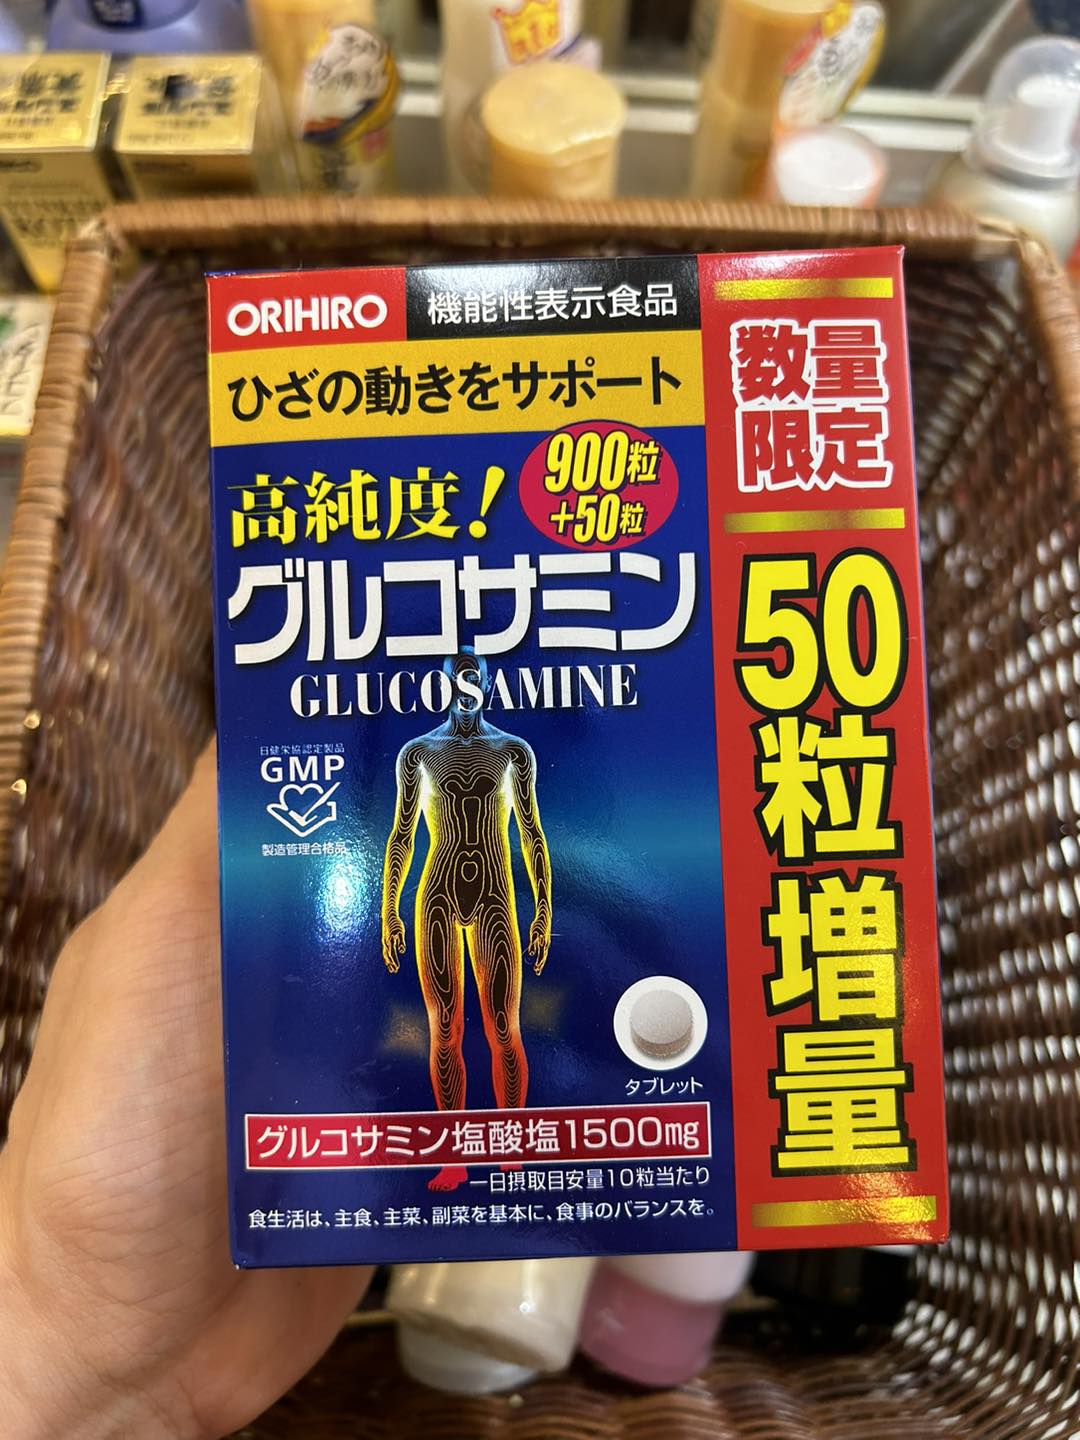 ORIHIRO
機能性表示食品
ひざの動きをサポート
900粒
+50粒
高純度!
グルコサミン
GLUCOSAMINE
日健栄協認定製品
GMP
製造管理合格品
タブレット
グルコサミン塩酸塩1500mg
一日摂取目安量10粒当たり
食生活は、主食、主菜、副菜を基本に、食事のバランスを。
数量
限定
50
粒
増
量